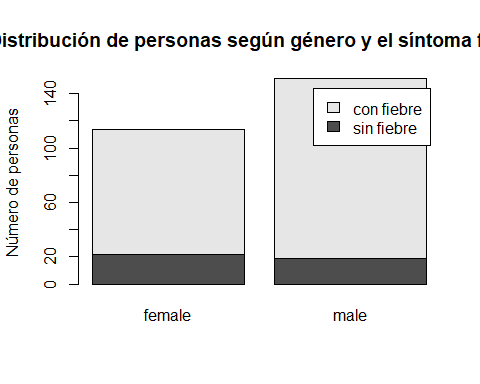 istribución de personas según género y el síntoma f
Número de personas
140
100
60
20
0
con fiebre
sin fiebre
female
male